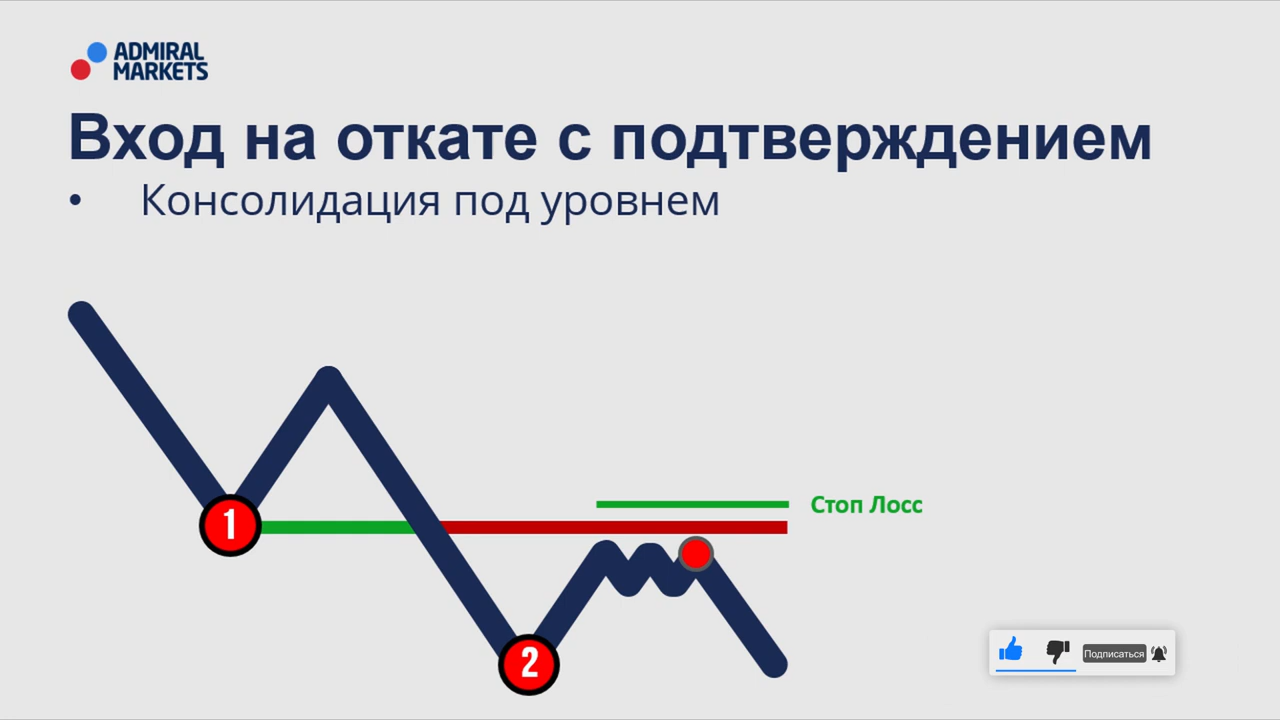 ADMIRAL
MARKETS
Вход на откате с подтверждением
• Консолидация под уровнем
Стоп Лосс
1
2
Подписаться